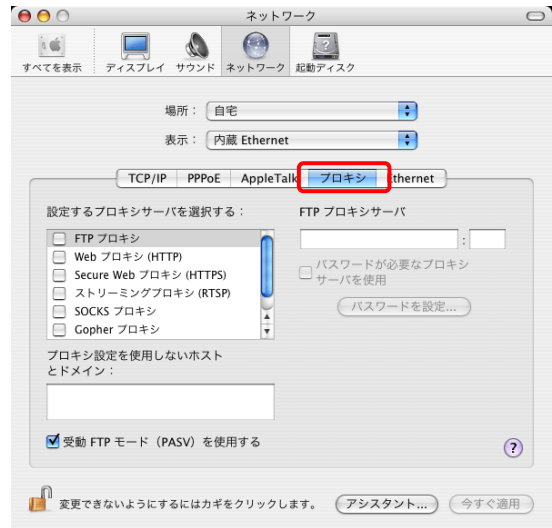 ネットワーク
すべてを表示 ディスプレイ サウンド ネットワーク 起動ディスク
場所： 自宅
表示： 内蔵 Ethernet
TCP/IP PPPoE AppleTalk プロキシ Ethernet
設定するプロキシサーバを選択する：
FTP プロキシ
Web プロキシ (HTTP)
Secure Web プロキシ (HTTPS)
ストリーミングプロキシ (RTSP)
SOCKS プロキシ
Gopher プロキシ
FTP プロキシサーバ
:
パスワードが必要なプロキシ
サーバを使用
パスワードを設定...
プロキシ設定を使用しないホスト
とドメイン：
受動 FTP モード（PASV）を使用する
?
変更できないようにするにはカギをクリックします。 アシスタント... 今すぐ適用